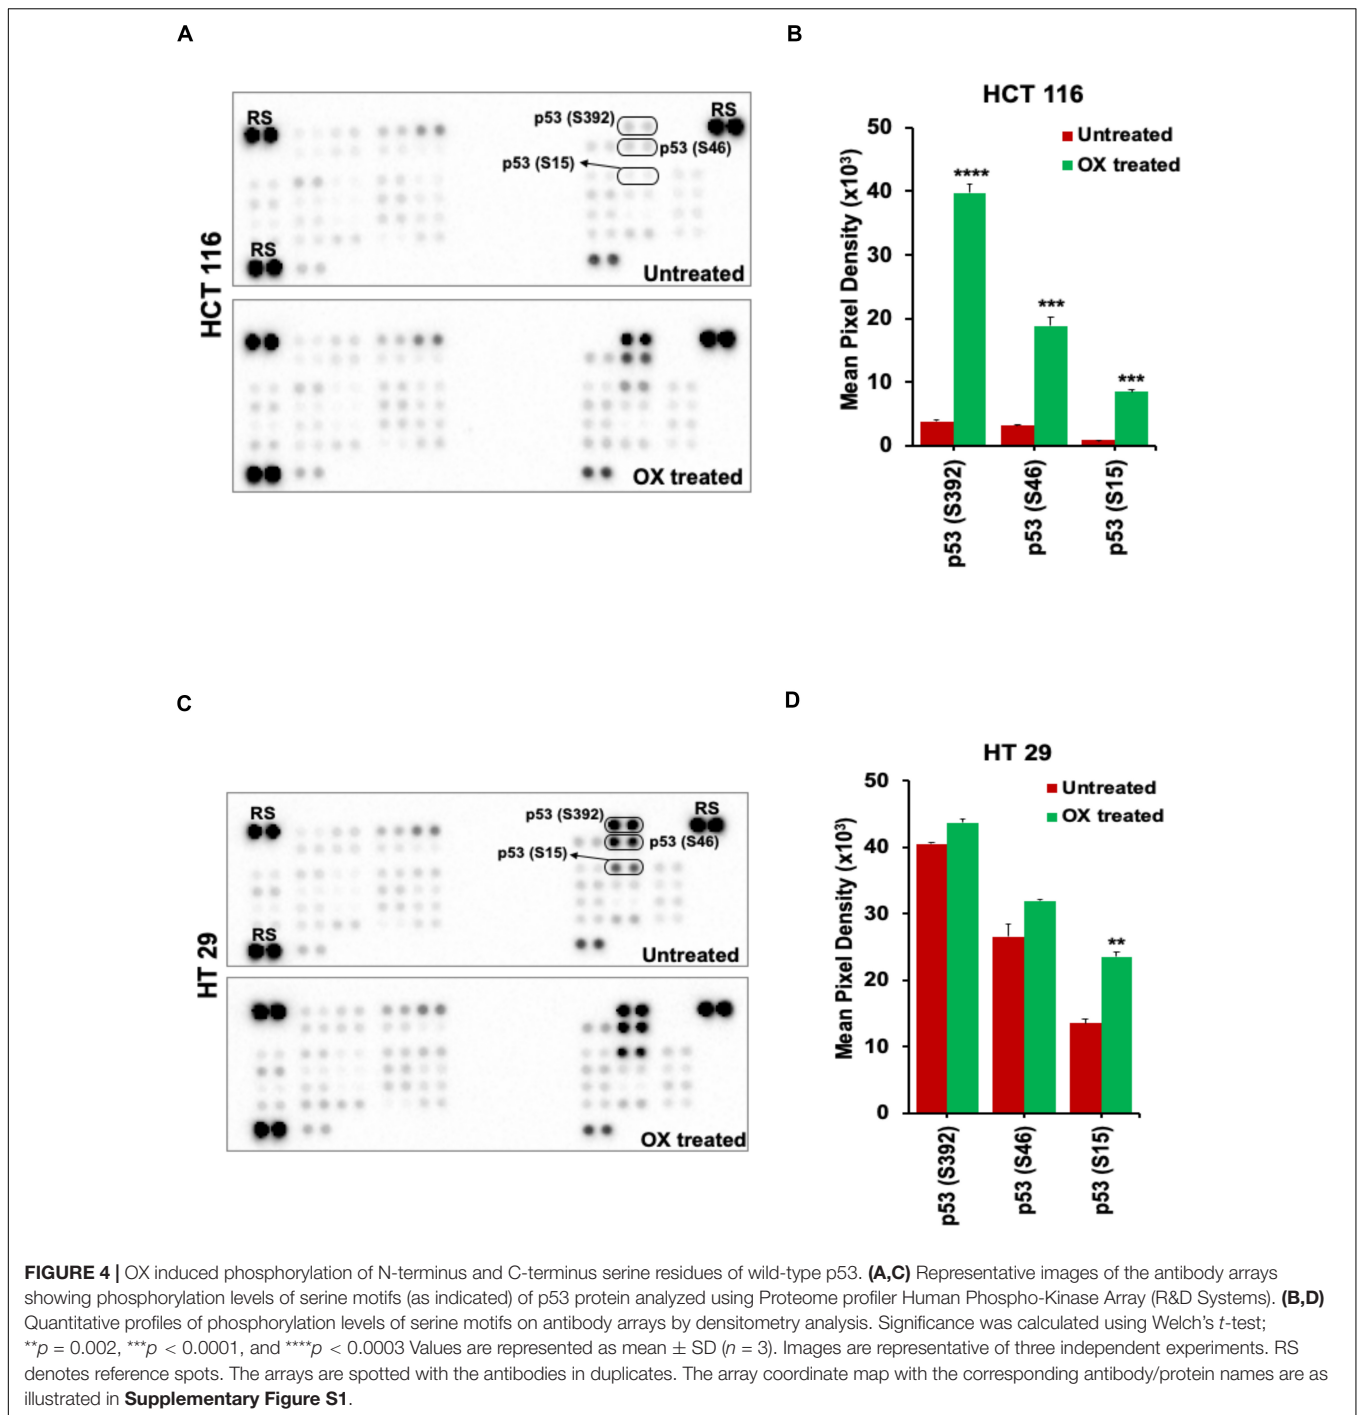 A
HCT 116
RS
p53 (S392)
RS
p53 (S46)
p53 (S15)
RS
Untreated
OX treated
B
HCT 116
Untreated
OX treated
Mean Pixel Density (x10³)
50
40
30
20
10
0
****
***
***
p53 (S392)
p53 (S46)
p53 (S15)
C
HT 29
RS
p53 (S392)
RS
p53 (S46)
p53 (S15)
RS
Untreated
OX treated
D
HT 29
Untreated
OX treated
Mean Pixel Density (x10³)
50
40
30
20
10
0
**
p53 (S392)
p53 (S46)
p53 (S15)
FIGURE 4 | OX induced phosphorylation of N-terminus and C-terminus serine residues of wild-type p53. (A,C) Representative images of the antibody arrays
showing phosphorylation levels of serine motifs (as indicated) of p53 protein analyzed using Proteome profiler Human Phospho-Kinase Array (R&D Systems). (B,D)
Quantitative profiles of phosphorylation levels of serine motifs on antibody arrays by densitometry analysis. Significance was calculated using Welch's t-test;
**p = 0.002, ***p < 0.0001, and ****p < 0.0003 Values are represented as mean ± SD (n = 3). Images are representative of three independent experiments. RS
denotes reference spots. The arrays are spotted with the antibodies in duplicates. The array coordinate map with the corresponding antibody/protein names are as
illustrated in Supplementary Figure S1.